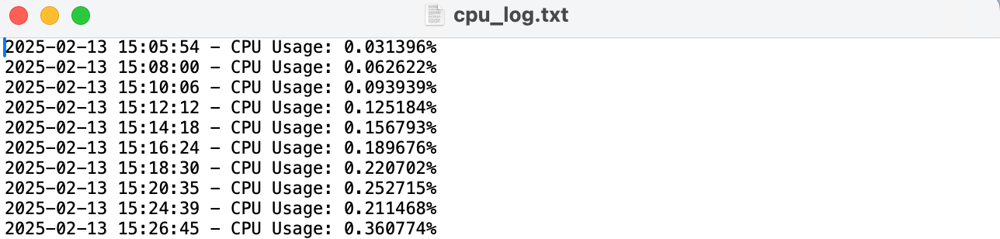 cpu_log.txt
2025-02-13 15:05:54 - CPU Usage: 0.031396%
2025-02-13 15:08:00 - CPU Usage: 0.062622%
2025-02-13 15:10:06 - CPU Usage: 0.093939%
2025-02-13 15:12:12 - CPU Usage: 0.125184%
2025-02-13 15:14:18 - CPU Usage: 0.156793%
2025-02-13 15:16:24 - CPU Usage: 0.189676%
2025-02-13 15:18:30 - CPU Usage: 0.220702%
2025-02-13 15:20:35 - CPU Usage: 0.252715%
2025-02-13 15:24:39 - CPU Usage: 0.211468%
2025-02-13 15:26:45 - CPU Usage: 0.360774%